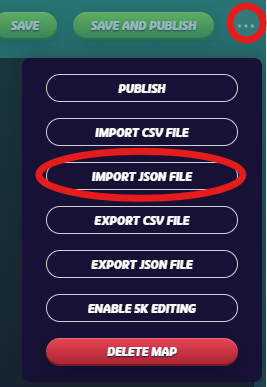 SAVE
SAVE AND PUBLISH
...
PUBLISH
IMPORT CSV FILE
IMPORT JSON FILE
EXPORT CSV FILE
EXPORT JSON FILE
ENABLE 5K EDITING
DELETE MAP